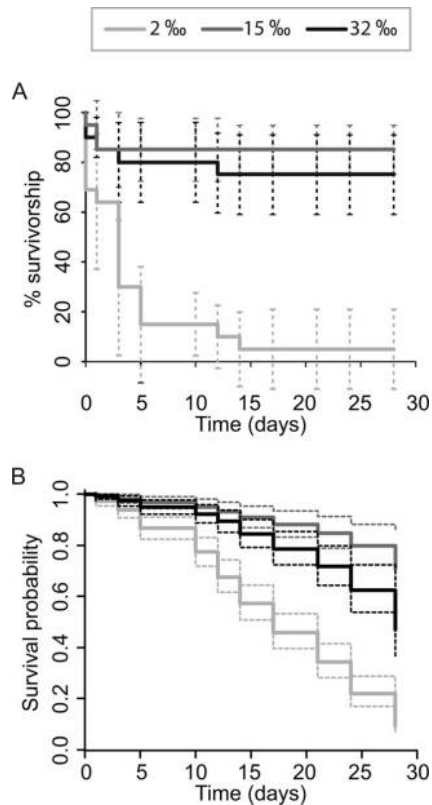 2 ‰ 15 ‰ 32 ‰
A
100
80
60
40
20
0
% survivorship
0 5 10 15 20 25 30
Time (days)
B
1.0
0.8
0.6
0.4
0.2
0.0
Survival probability
0 5 10 15 20 25 30
Time (days)